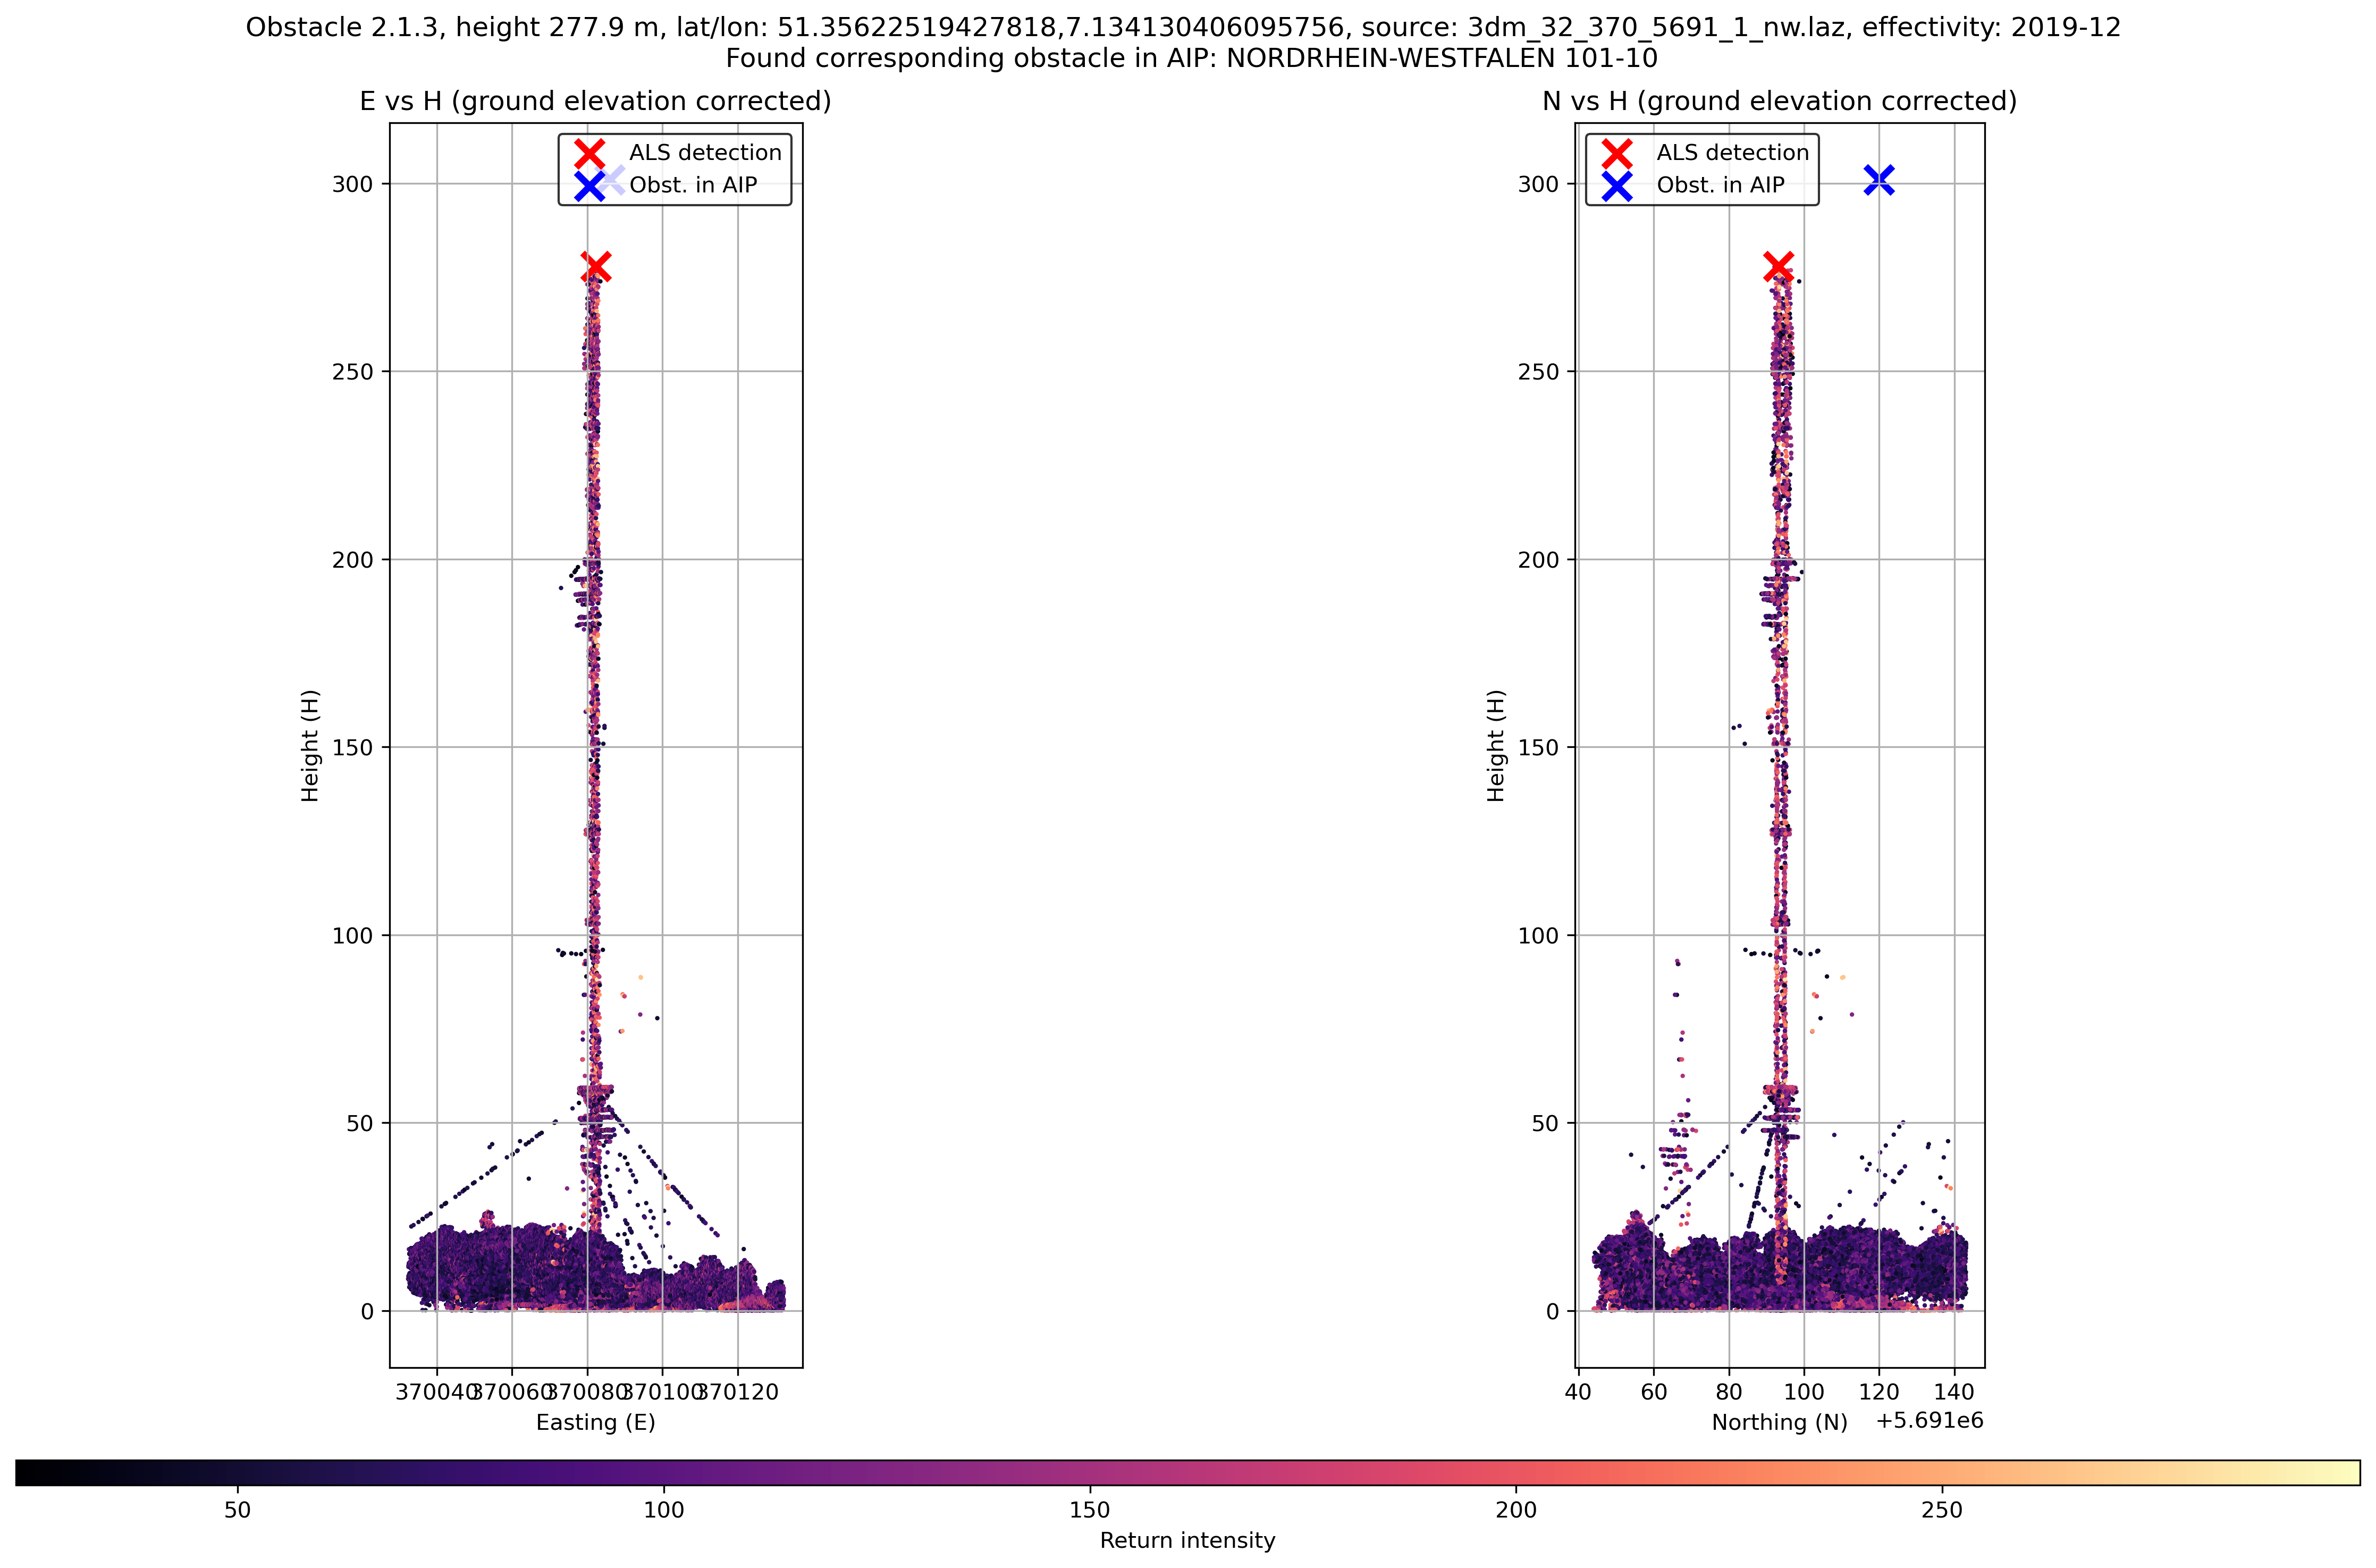 Obstacle 2.1.3, height 277.9 m, lat/lon: 51.35622519427818,7.134130406095756, source: 3dm_32_370_5691_1_nw.laz, effectivity: 2019-12
Found corresponding obstacle in AIP: NORDRHEIN-WESTFALEN 101-10
E vs H (ground elevation corrected)
ALS detection
Obst. in AIP
300
250
200
150
100
50
0
Height (H)
370040 370060 370080 370100 370120
Easting (E)
N vs H (ground elevation corrected)
ALS detection
Obst. in AIP
300
250
200
150
100
50
0
Height (H)
40 60 80 100 120 140
Northing (N) +5.691e6
50 100 150 200 250
Return intensity